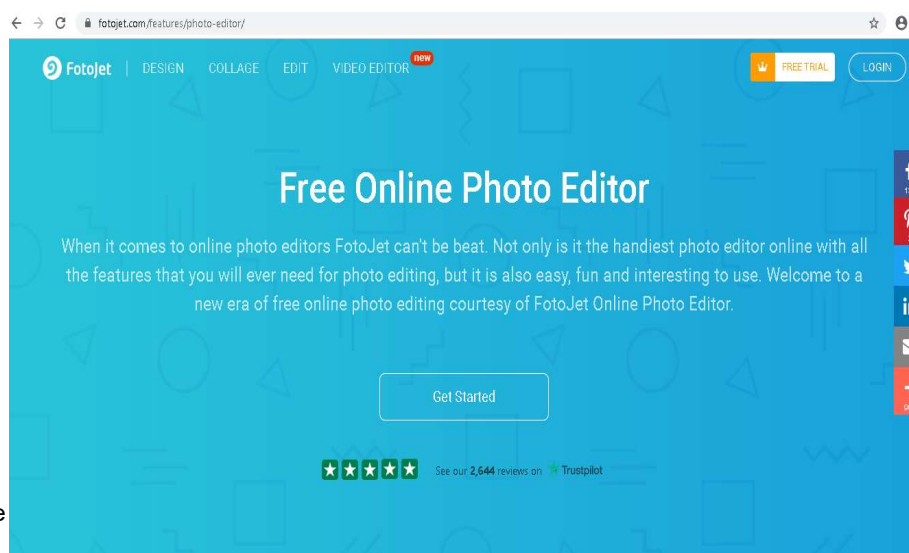 fotojet.com/features/photo-editor/
FotoJet | DESIGN COLLAGE EDIT VIDEO EDITOR new FREE TRIAL LOGIN
Free Online Photo Editor
When it comes to online photo editors FotoJet can't be beat. Not only is it the handiest photo editor online with all
the features that you will ever need for photo editing, but it is also easy, fun and interesting to use. Welcome to a
new era of free online photo editing courtesy of FotoJet Online Photo Editor.
Get Started
See our 2,644 reviews on Trustpilot